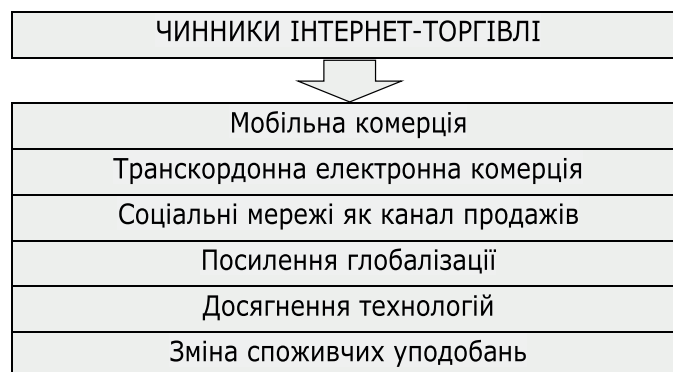 ЧИННИКИ ІНТЕРНЕТ-ТОРГІВЛІ
Мобільна комерція
Транскордонна електронна комерція
Соціальні мережі як канал продажів
Посилення глобалізації
Досягнення технологій
Зміна споживчих уподобань